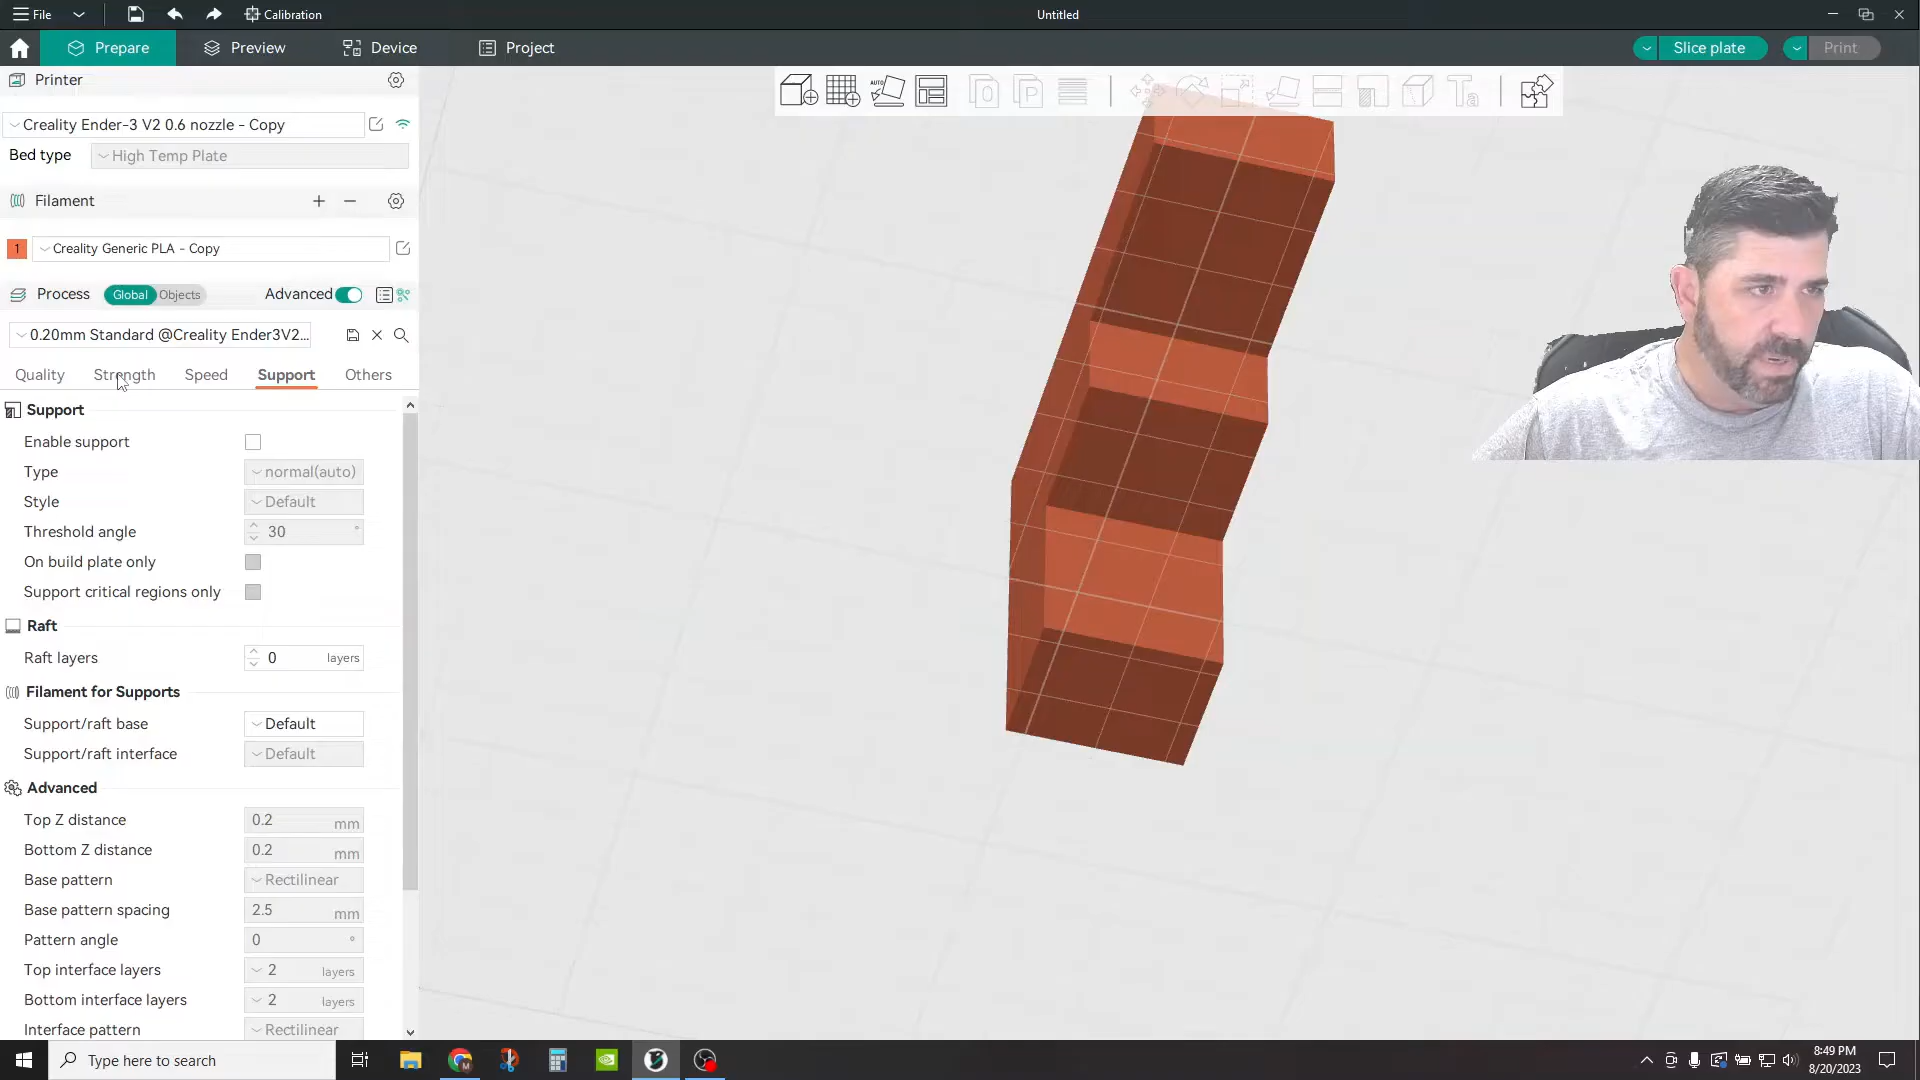 File
Calibration
Untitled
Prepare
Preview
Device
Project
Slice plate
Print
Printer
AUTO
Creality Ender-3 V2 0.6 nozzle - Copy
Bed type
High Temp Plate
Filament
1
Creality Generic PLA - Copy
Process
Global
Objects
Advanced
0.20mm Standard @Creality Ender3V2...
Quality
Strength
Speed
Support
Others
Support
Enable support
Type
normal(auto)
Style
Default
Threshold angle
30
°
On build plate only
Support critical regions only
Raft
Raft layers
0
layers
Filament for Supports
Support/raft base
Default
Support/raft interface
Default
Advanced
Top Z distance
0.2
mm
Bottom Z distance
0.2
mm
Base pattern
Rectilinear
Base pattern spacing
2.5
mm
Pattern angle
0
°
Top interface layers
2
layers
Bottom interface layers
2
layers
Interface pattern
Rectilinear
Type here to search
8:49 PM
8/20/2023